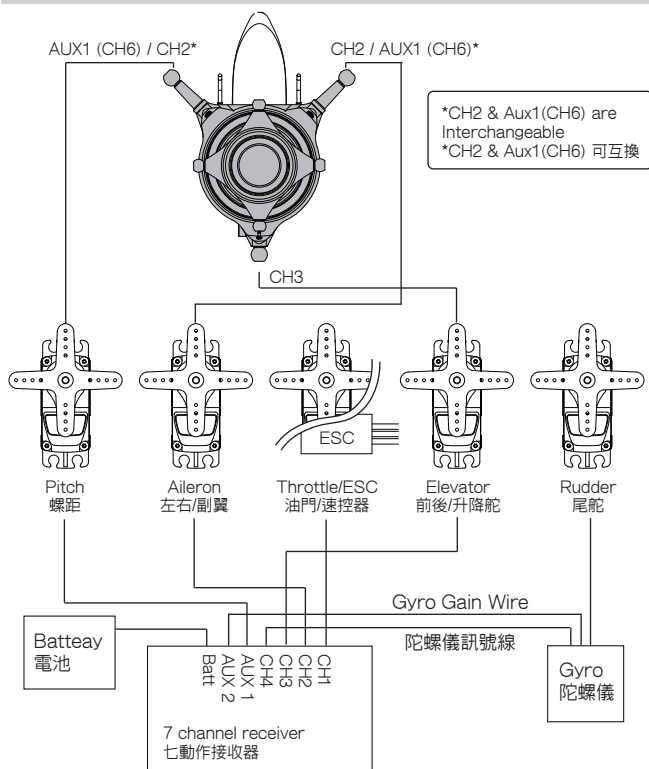 AUX1 (CH6) / CH2*
CH2 / AUX1 (CH6)*
*CH2 & Aux1(CH6) are
Interchangeable
*CH2 & Aux1(CH6) 可互換
CH3
ESC
Pitch
螺距
Aileron
左右/副翼
Throttle/ESC
油門/速控器
Elevator
前後/升降舵
Rudder
尾舵
Gyro Gain Wire
陀螺儀訊號線
Batteay
電池
Batt
AUX 2
AUX 1
CH4
CH3
CH2
CH1
Gyro
陀螺儀
7 channel receiver
七動作接收器